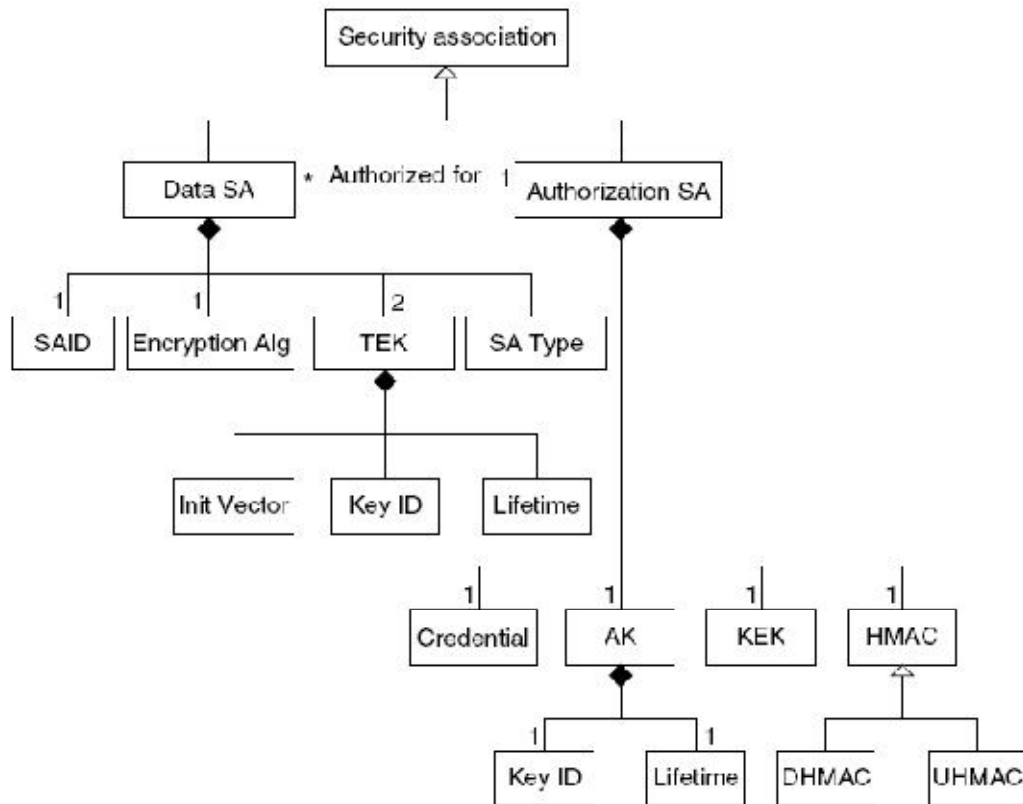 Security association
Data SA
* Authorized for 1
Authorization SA
1
1
2
SAID
Encryption Alg
TEK
SA Type
Init Vector
Key ID
Lifetime
1
1
1
1
Credential
AK
KEK
HMAC
1
1
Key ID
Lifetime
DHMAC
UHMAC